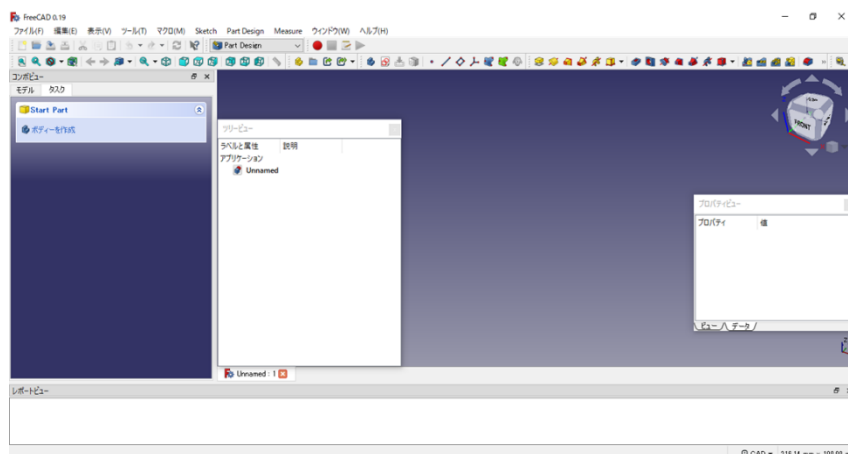 FreeCAD 0.19
ファイル(F) 編集(E) 表示(V) ツール(T) マクロ(M) Sketch Part Design Measure ウィンドウ(W) ヘルプ(H)
Part Design
コンボビュー
モデル タスク
Start Part
ボディーを作成
ツリービュー
ラベルと属性 説明
アプリケーション
Unnamed
FRONT
プロパティビュー
プロパティ 値
ビュー データ
Unnamed : 1
レポートビュー
CAD